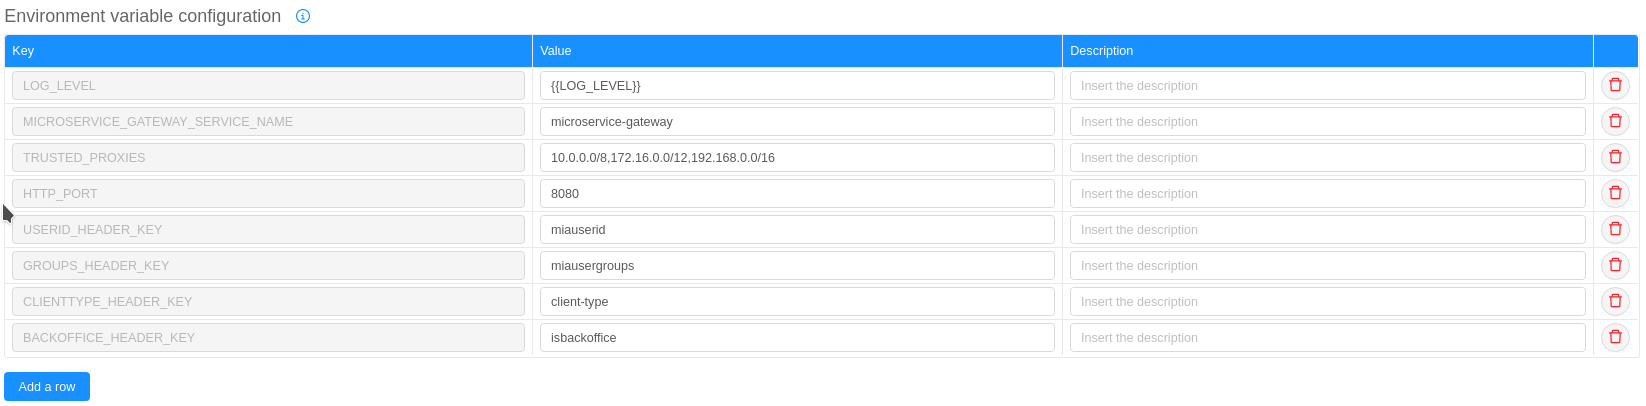 Environment variable configuration
Key Value Description
LOG_LEVEL {{LOG_LEVEL}} Insert the description
MICROSERVICE_GATEWAY_SERVICE_NAME microservice-gateway Insert the description
TRUSTED_PROXIES 10.0.0.0/8,172.16.0.0/12,192.168.0.0/16 Insert the description
HTTP_PORT 8080 Insert the description
USERID_HEADER_KEY miauserid Insert the description
GROUPS_HEADER_KEY miausergroups Insert the description
CLIENTTYPE_HEADER_KEY client-type Insert the description
BACKOFFICE_HEADER_KEY isbackoffice Insert the description
Add a row